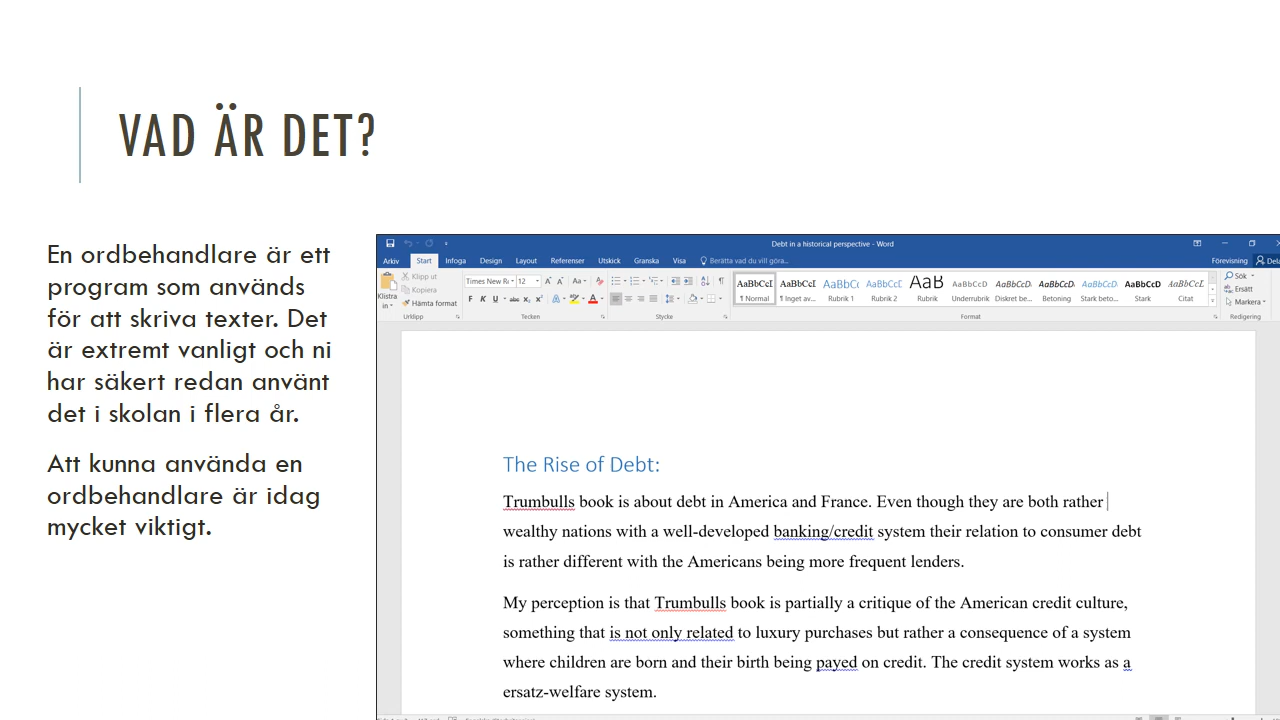 VAD ÄR DET?
En ordbehandlare är ett
program som används
för att skriva texter. Det
är extremt vanligt och ni
har säkert redan använt
det i skolan i flera år.
Att kunna använda en
ordbehandlare är idag
mycket viktigt.
Debt in a historical perspective - Word
Arkiv Start Infoga Design Layout Referenser Utskick Granska Visa Berätta vad du vill göra... Förevisning Dela
Klistra in
Klipp ut
Kopiera
Hämta format
Urklipp
Times New R 12 Aa
F K U abc x₂ x² A
Tecken
Stycke
AaBbCcI AaBbCcI AaBbCc AaBbCcI AaB AaBbCcD AaBbCcD AaBbCcD AaBbCcD AaBbCcD AaBbCcD
¶ Normal ¶ Inget av... Rubrik 1 Rubrik 2 Rubrik Underrubrik Diskret be... Betoning Stark beto... Stark Citat
Format
Sök
Ersätt
Markera
Redigering
The Rise of Debt:
Trumbulls book is about debt in America and France. Even though they are both rather
wealthy nations with a well-developed banking/credit system their relation to consumer debt
is rather different with the Americans being more frequent lenders.
My perception is that Trumbulls book is partially a critique of the American credit culture,
something that is not only related to luxury purchases but rather a consequence of a system
where children are born and their birth being payed on credit. The credit system works as a
ersatz-welfare system.